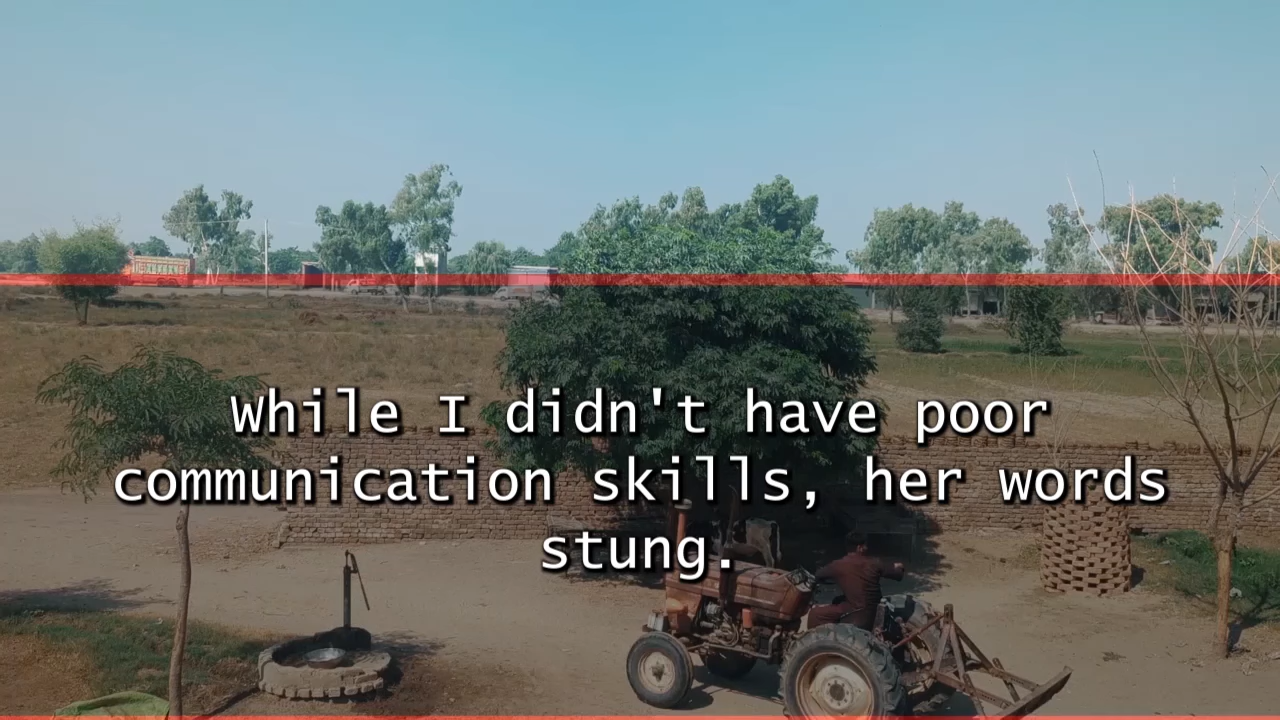 While I didn't have poor
communication skills, her words
stung.